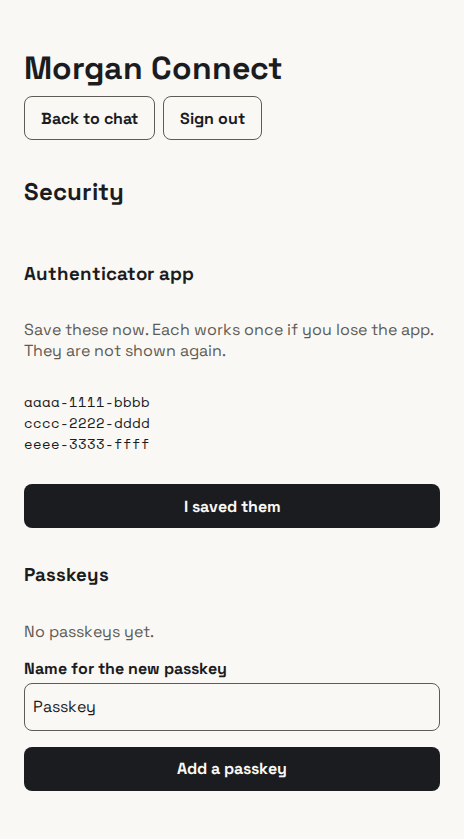 Morgan Connect
Back to chat
Sign out
Security
Authenticator app
Save these now. Each works once if you lose the app.
They are not shown again.
aaaa-1111-bbbb
cccc-2222-dddd
eeee-3333-ffff
I saved them
Passkeys
No passkeys yet.
Name for the new passkey
Passkey
Add a passkey